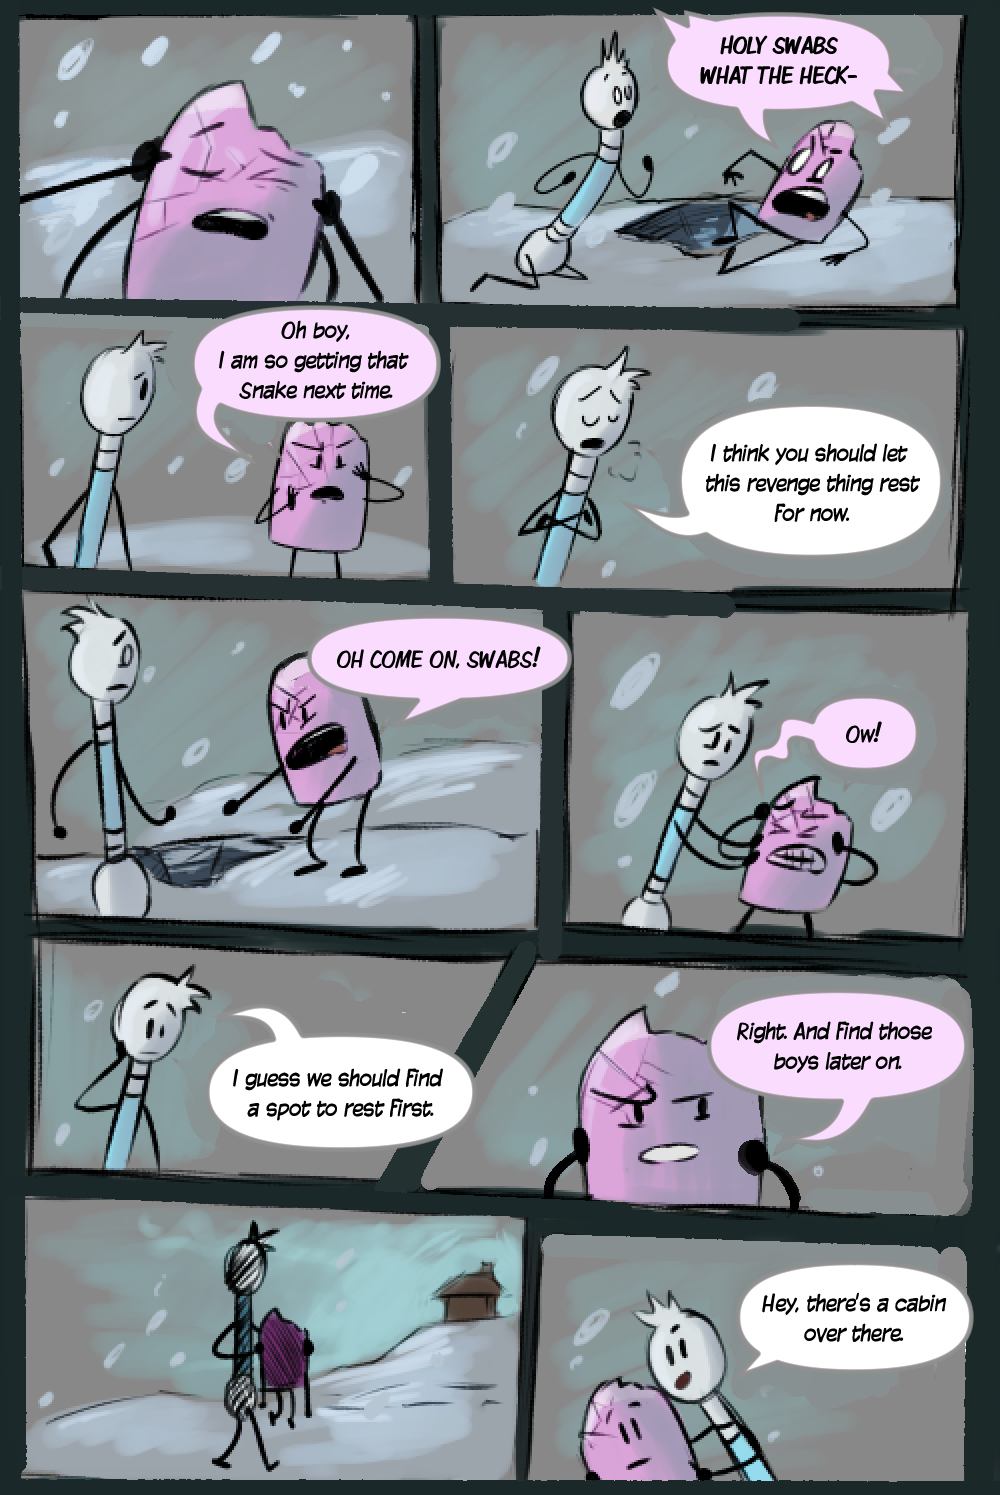 HOLY SWABS
WHAT THE HECK-
Oh boy,
I am so getting that
Snake next time.
I think you should let
this revenge thing rest
For now.
OH COME ON, SWABS!
Ow!
I guess we should find
a spot to rest first.
Right. And find those
boys later on.
Hey, there's a cabin
over there.